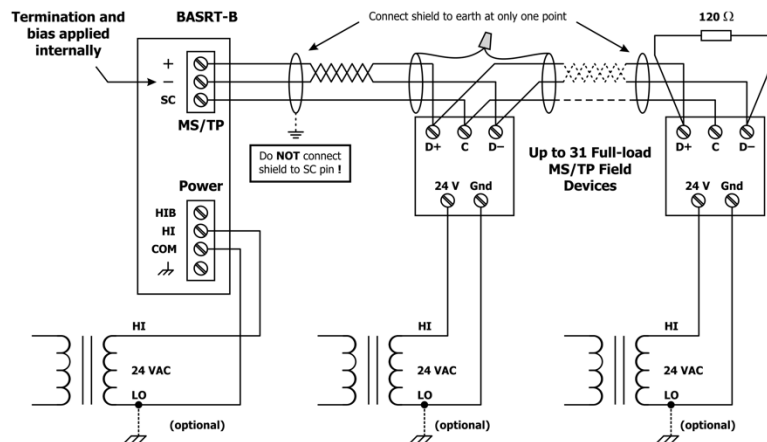 Termination and
bias applied
internally
BASRT-B
Connect shield to earth at only one point
120 Ω
+
−
SC
MS/TP
Do NOT connect
shield to SC pin !
D+ C D−
Up to 31 Full-load
MS/TP Field
Devices
D+ C D−
24 V Gnd
24 V Gnd
Power
HIB
HI
COM
HI
24 VAC
LO
(optional)
HI
24 VAC
LO
(optional)
HI
24 VAC
LO
(optional)